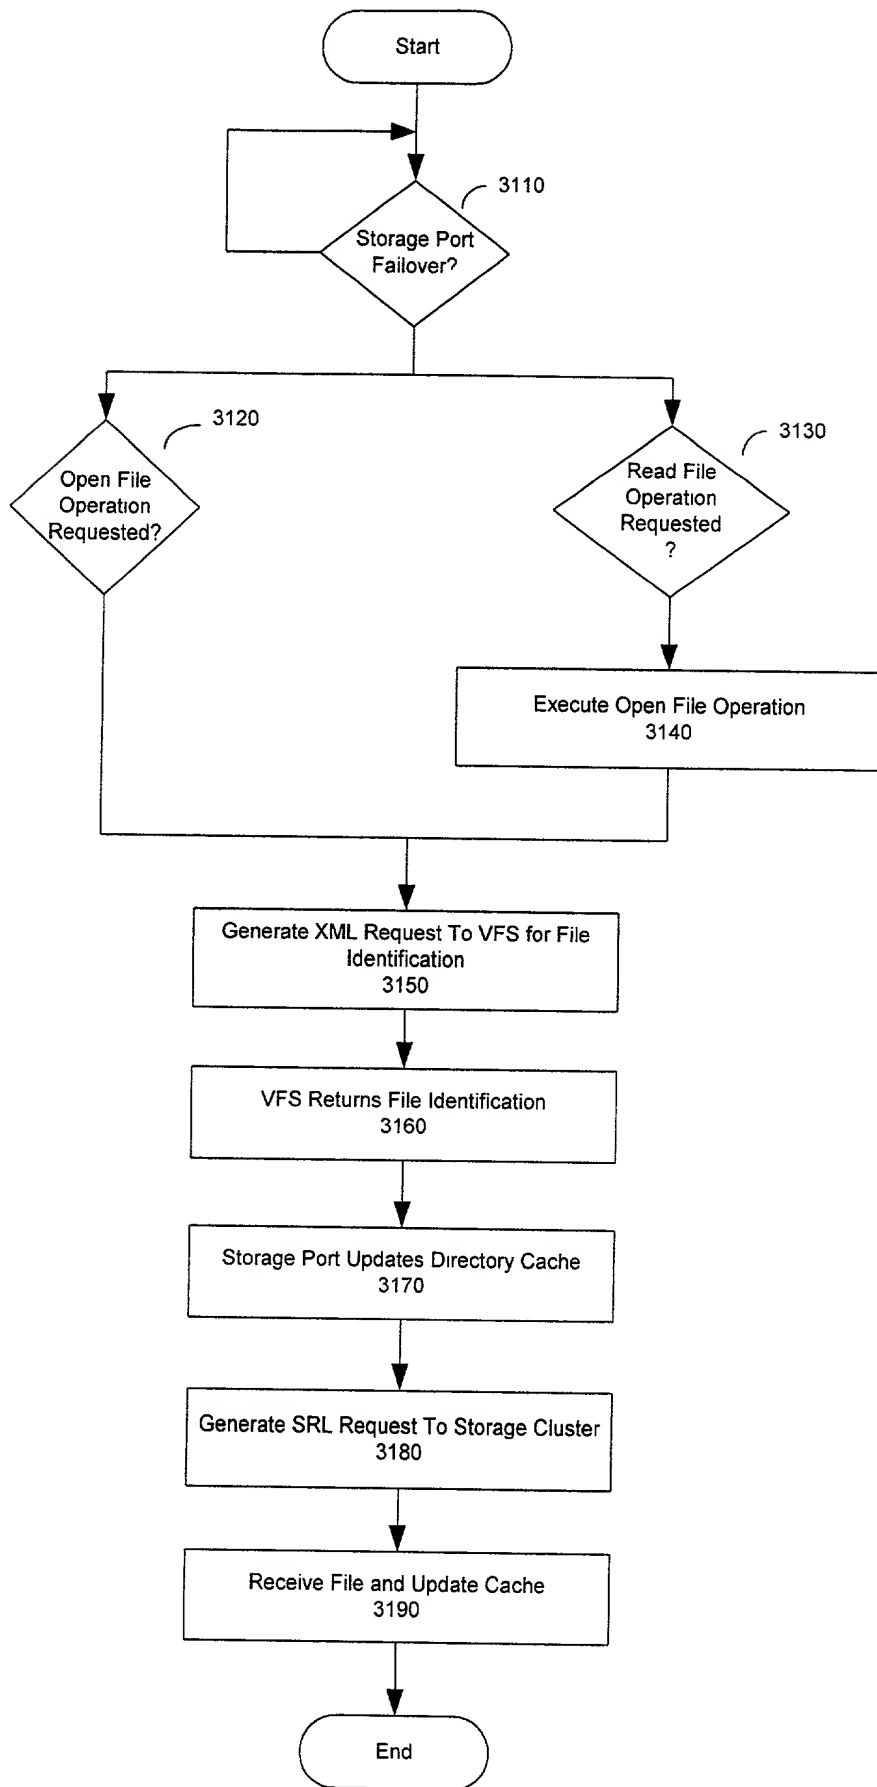 Start
3110
Storage Port
Failover?
3120
3130
Open File
Operation
Requested?
Read File
Operation
Requested
?
Execute Open File Operation
3140
Generate XML Request To VFS for File
Identification
3150
VFS Returns File Identification
3160
Storage Port Updates Directory Cache
3170
Generate SRL Request To Storage Cluster
3180
Receive File and Update Cache
3190
End